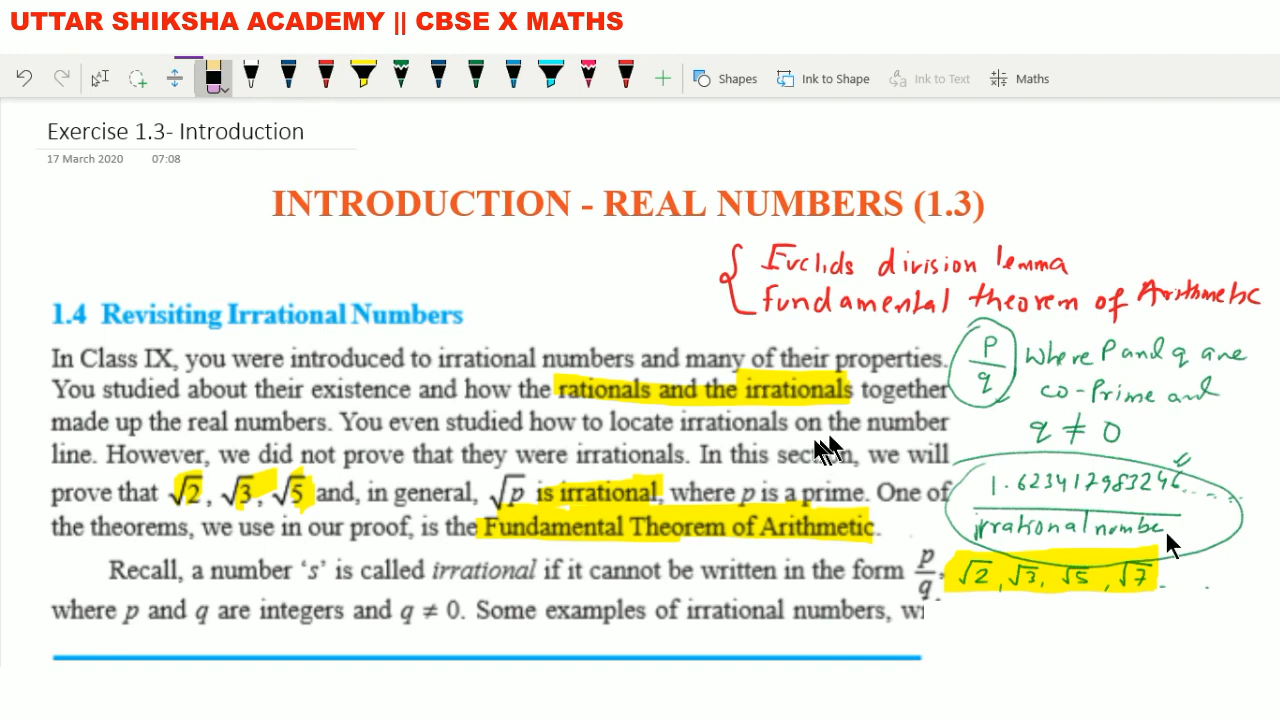 UTTAR SHIKSHA ACADEMY || CBSE X MATHS
Shapes
Ink to Shape
Ink to Text
Maths
Exercise 1.3- Introduction
17 March 2020 07:08
INTRODUCTION - REAL NUMBERS (1.3)
Euclids division lemma
fundamental theorem of Arithmetic
1.4 Revisiting Irrational Numbers
In Class IX, you were introduced to irrational numbers and many of their properties.
You studied about their existence and how the rationals and the irrationals together
made up the real numbers. You even studied how to locate irrationals on the number
line. However, we did not prove that they were irrationals. In this section, we will
prove that √2, √3, √5 and, in general, √p is irrational, where p is a prime. One of
the theorems, we use in our proof, is the Fundamental Theorem of Arithmetic.
Recall, a number ‘s’ is called irrational if it cannot be written in the form p/q,
where p and q are integers and q ≠ 0. Some examples of irrational numbers, wi
P/q where P and q are
co-Prime and
q ≠ 0
1.623412983246.....
irrational numbe
√2, √3, √5, √7 - . .